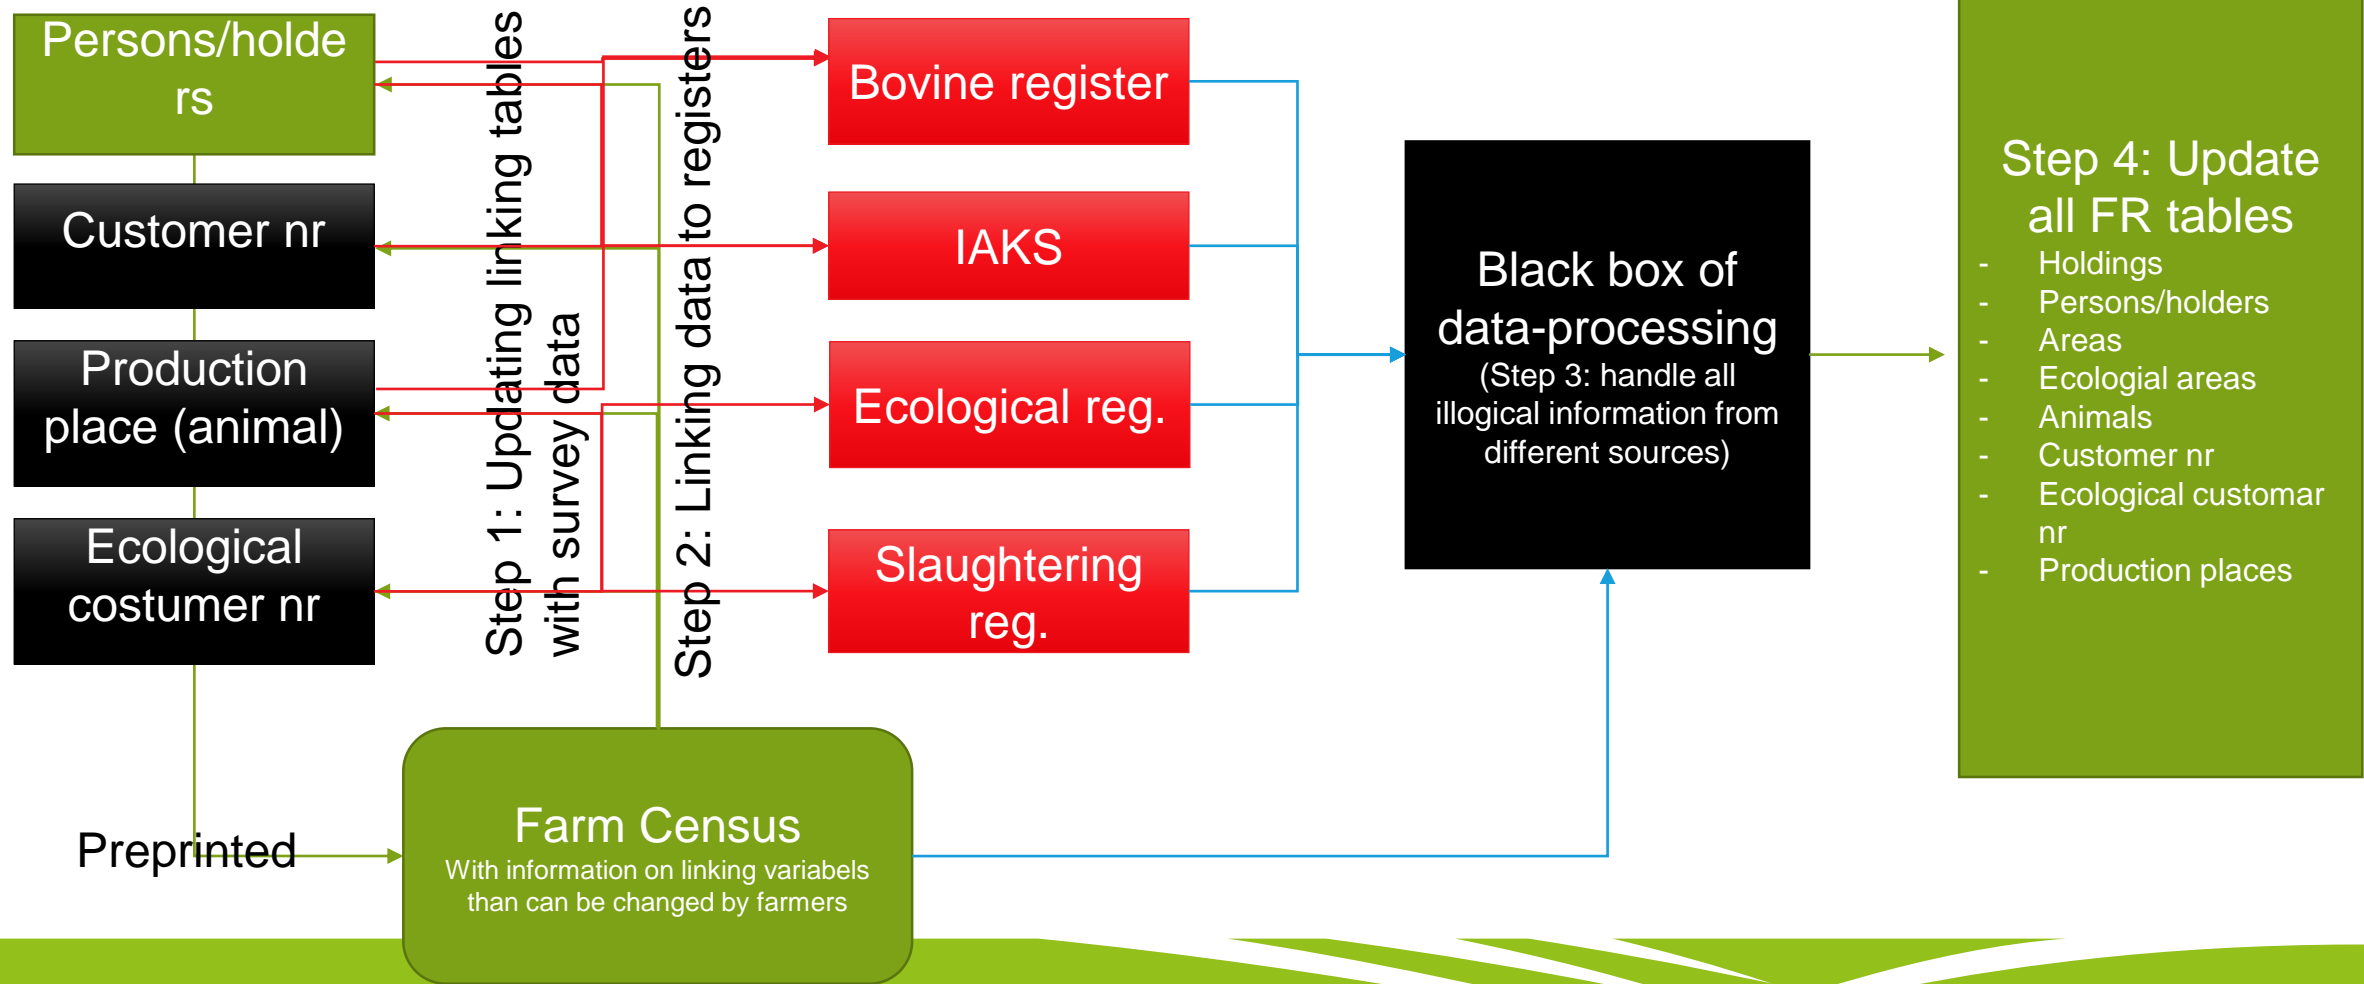 Persons/holde
rs
Customer nr
Production
place (animal)
Ecological
costumer nr
Preprinted
Step 1: Updating linking tables
with survey data
Step 2: Linking data to registers
Bovine register
IAKS
Ecological reg.
Slaughtering
reg.
Farm Census
With information on linking variabels
than can be changed by farmers
Black box of
data-processing
(Step 3: handle all
illogical information from
different sources)
Step 4: Update
all FR tables
- Holdings
- Persons/holders
- Areas
- Ecologial areas
- Animals
- Customer nr
- Ecological customar
nr
- Production places